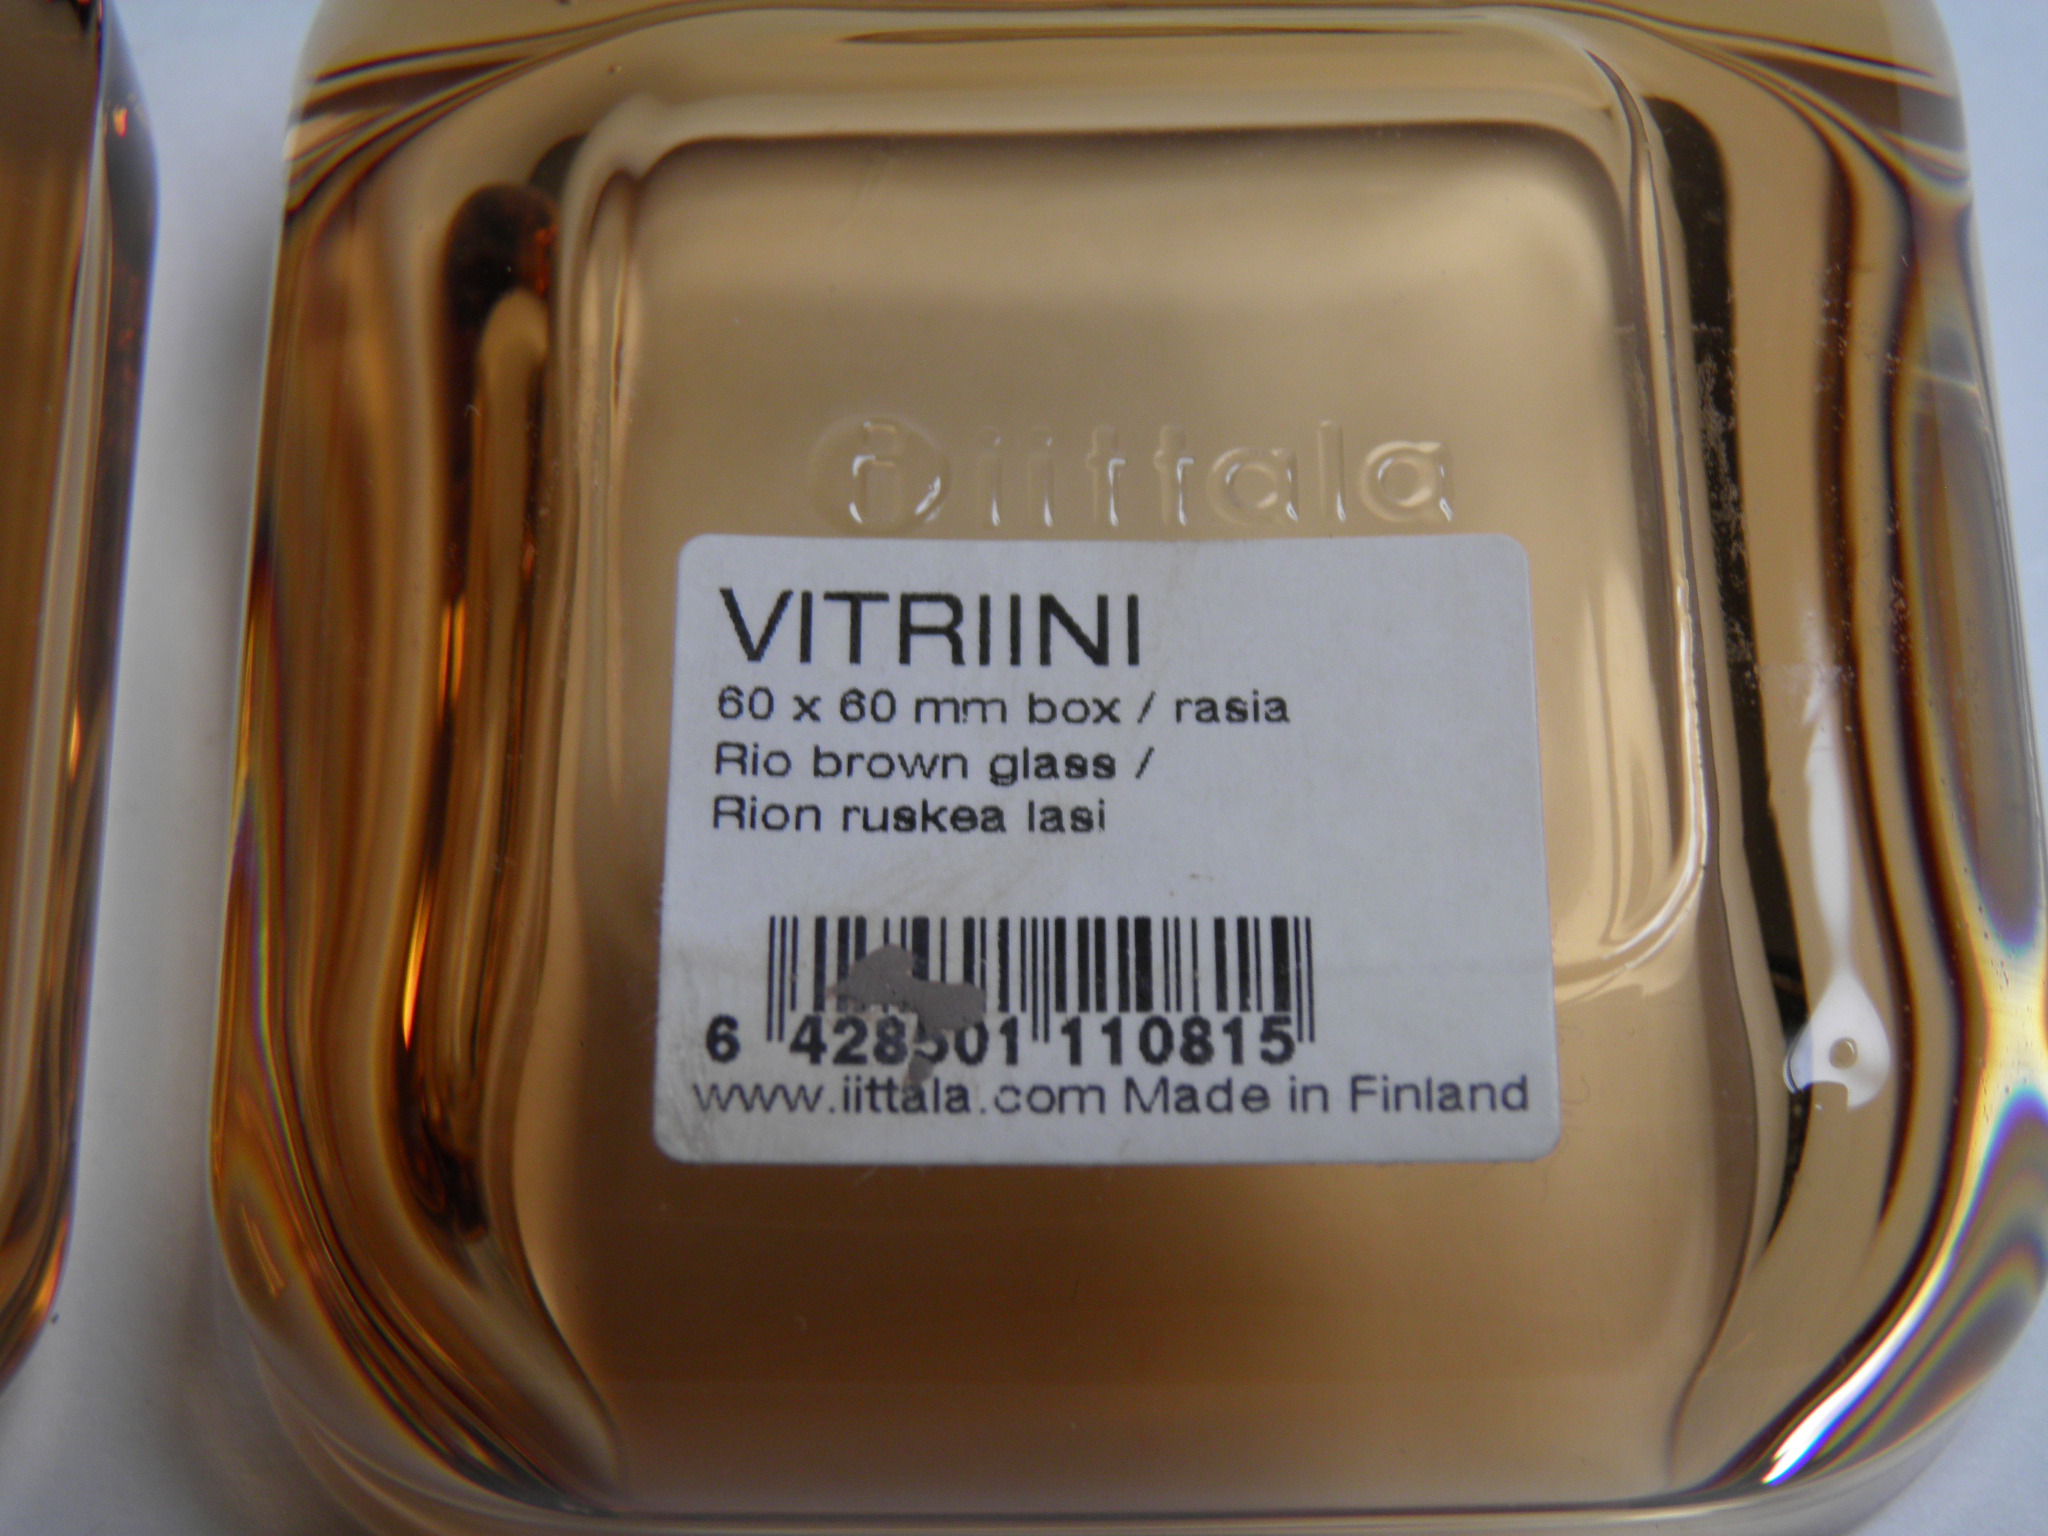 iittala
VITRIINI
60 x 60 mm box / rasia
Rio brown glass /
Rion ruskea lasi
6 428501 110815
www.iittala.com Made in Finland